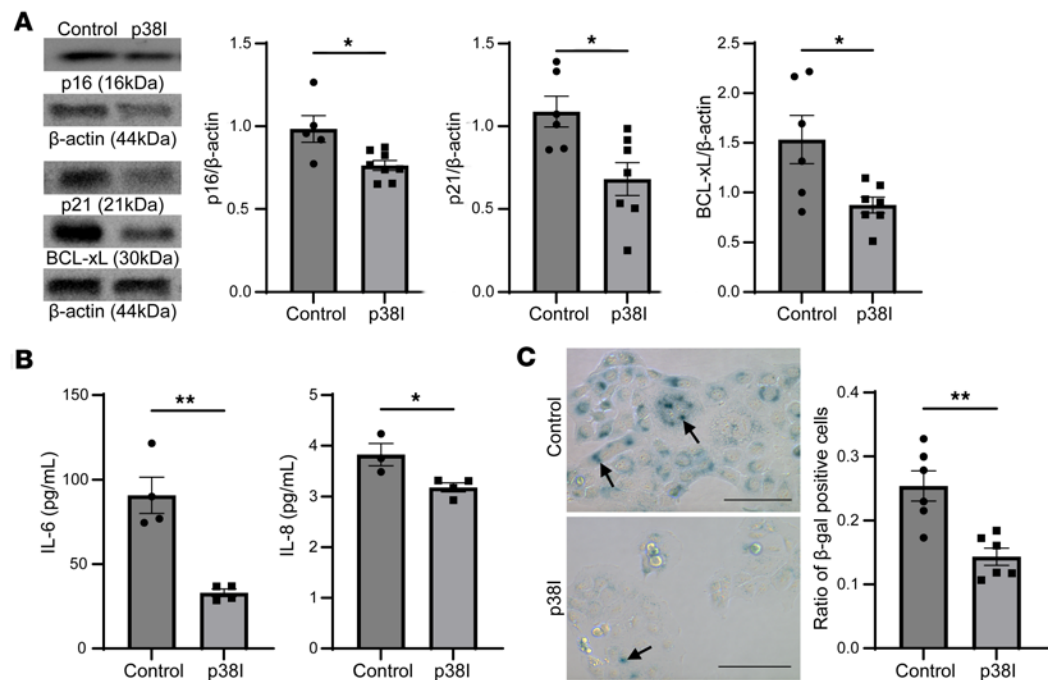 A
Control p38I
p16 (16kDa)
β-actin (44kDa)
p21 (21kDa)
BCL-xL (30kDa)
β-actin (44kDa)
p16/β-actin
1.5
1.0
0.5
0.0
*
Control p38I
p21/β-actin
1.5
1.0
0.5
0.0
*
Control p38I
BCL-xL/β-actin
2.5
2.0
1.5
1.0
0.5
0.0
*
Control p38I
B
IL-6 (pg/mL)
150
100
50
0
**
Control p38I
IL-8 (pg/mL)
5
4
3
2
1
0
*
Control p38I
C
Control
p38I
Ratio of β-gal positive cells
0.4
0.3
0.2
0.1
0.0
**
Control p38I